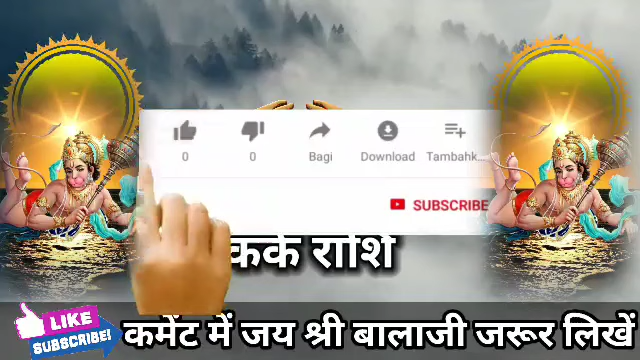 0 0 Bagi Download Tambahk
SUBSCRIBE
कर्क राशि
LIKE
SUBSCRIBE!
कमेंट में जय श्री बालाजी जरूर लिखें